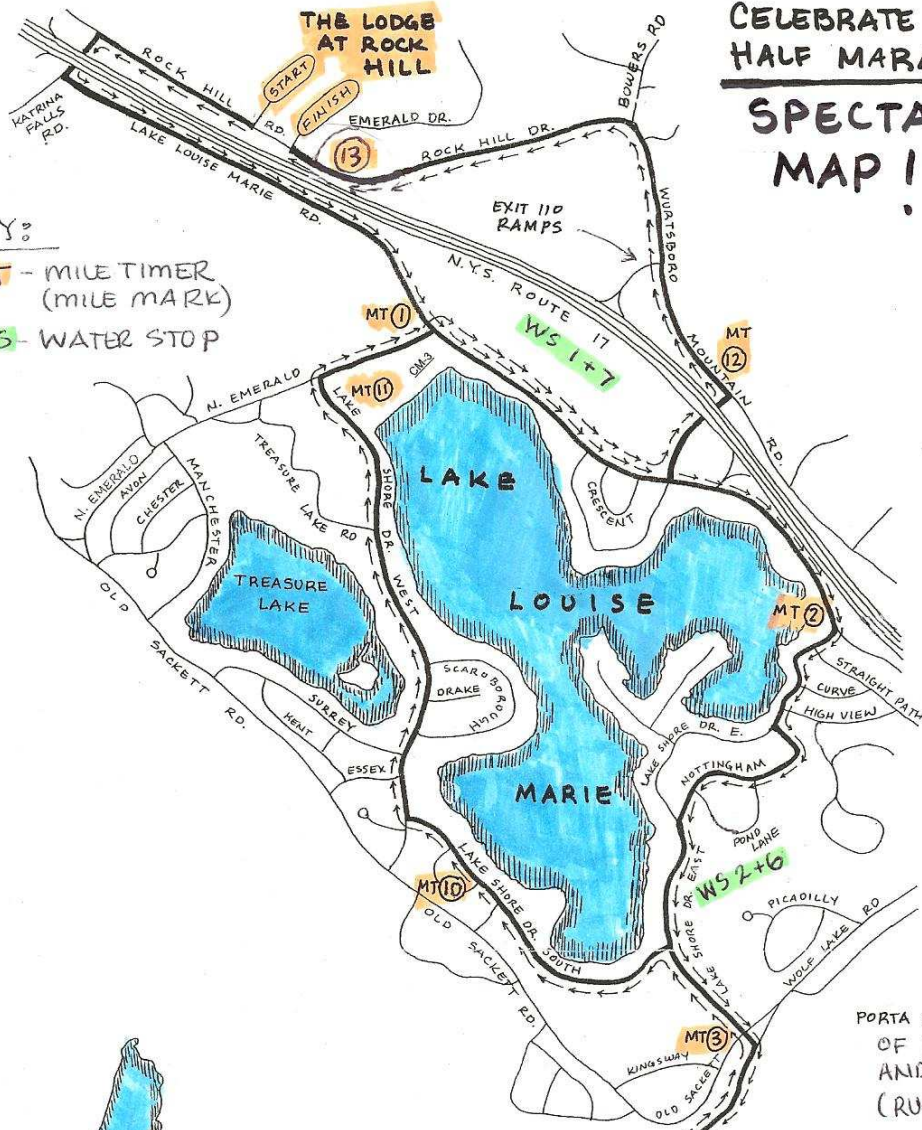 THE LODGE
AT ROCK
HILL
CELEBRATE
HALF MARA
SPECTA
MAP!
START
FINISH
13
ROCK HILL RD.
KATRINA
FALLS
RD.
LAKE LOUISE MARIE RD.
EMERALD DR.
ROCK HILL DR.
BOWERS RD
WURTSBORO MOUNTAIN RD.
EXIT 110
RAMPS
N.Y.S. ROUTE 17
Y:
T - MILE TIMER
(MILE MARK)
S - WATER STOP
MT 1
WS 1+7
MT
12
CM-3
MT 11
N. EMERALD
LAKE SHORE DR. WEST
TREASURE LAKE RD
N. EMERALD
AVON
CHESTER
MANCHESTER
CRESCENT
LAKE
LOUISE
MARIE
TREASURE
LAKE
MT 2
OLD SACKETT RD.
SCARBOROUGH
DRAKE
SURREY
KENT
ESSEX
STRAIGHT PATH
CURVE
HIGH VIEW
LAKE SHORE DR. E.
NOTTINGHAM
POND
LANE
WS 2+6
LAKE SHORE DR. EAST
PICADILLY
WOLF LAKE RD
MT 10
LAKE SHORE DR. SOUTH
OLD SACKETT RD.
MT 3
KINGSWAY
OLD SACKETT
PORTA
OF
AND
(RU